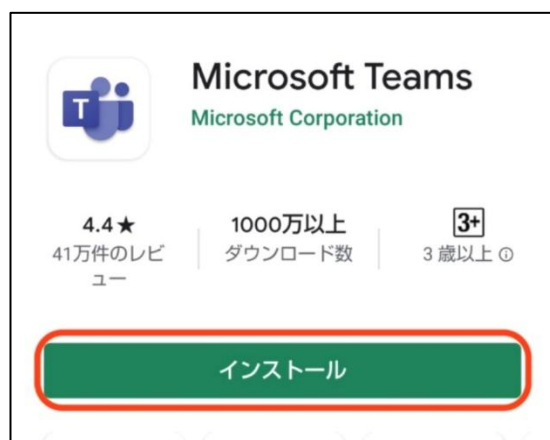 T
Microsoft Teams
Microsoft Corporation
4.4★
41万件のレビ
ュー
1000万以上
ダウンロード数
3+
3 歳以上 ⓘ
インストール